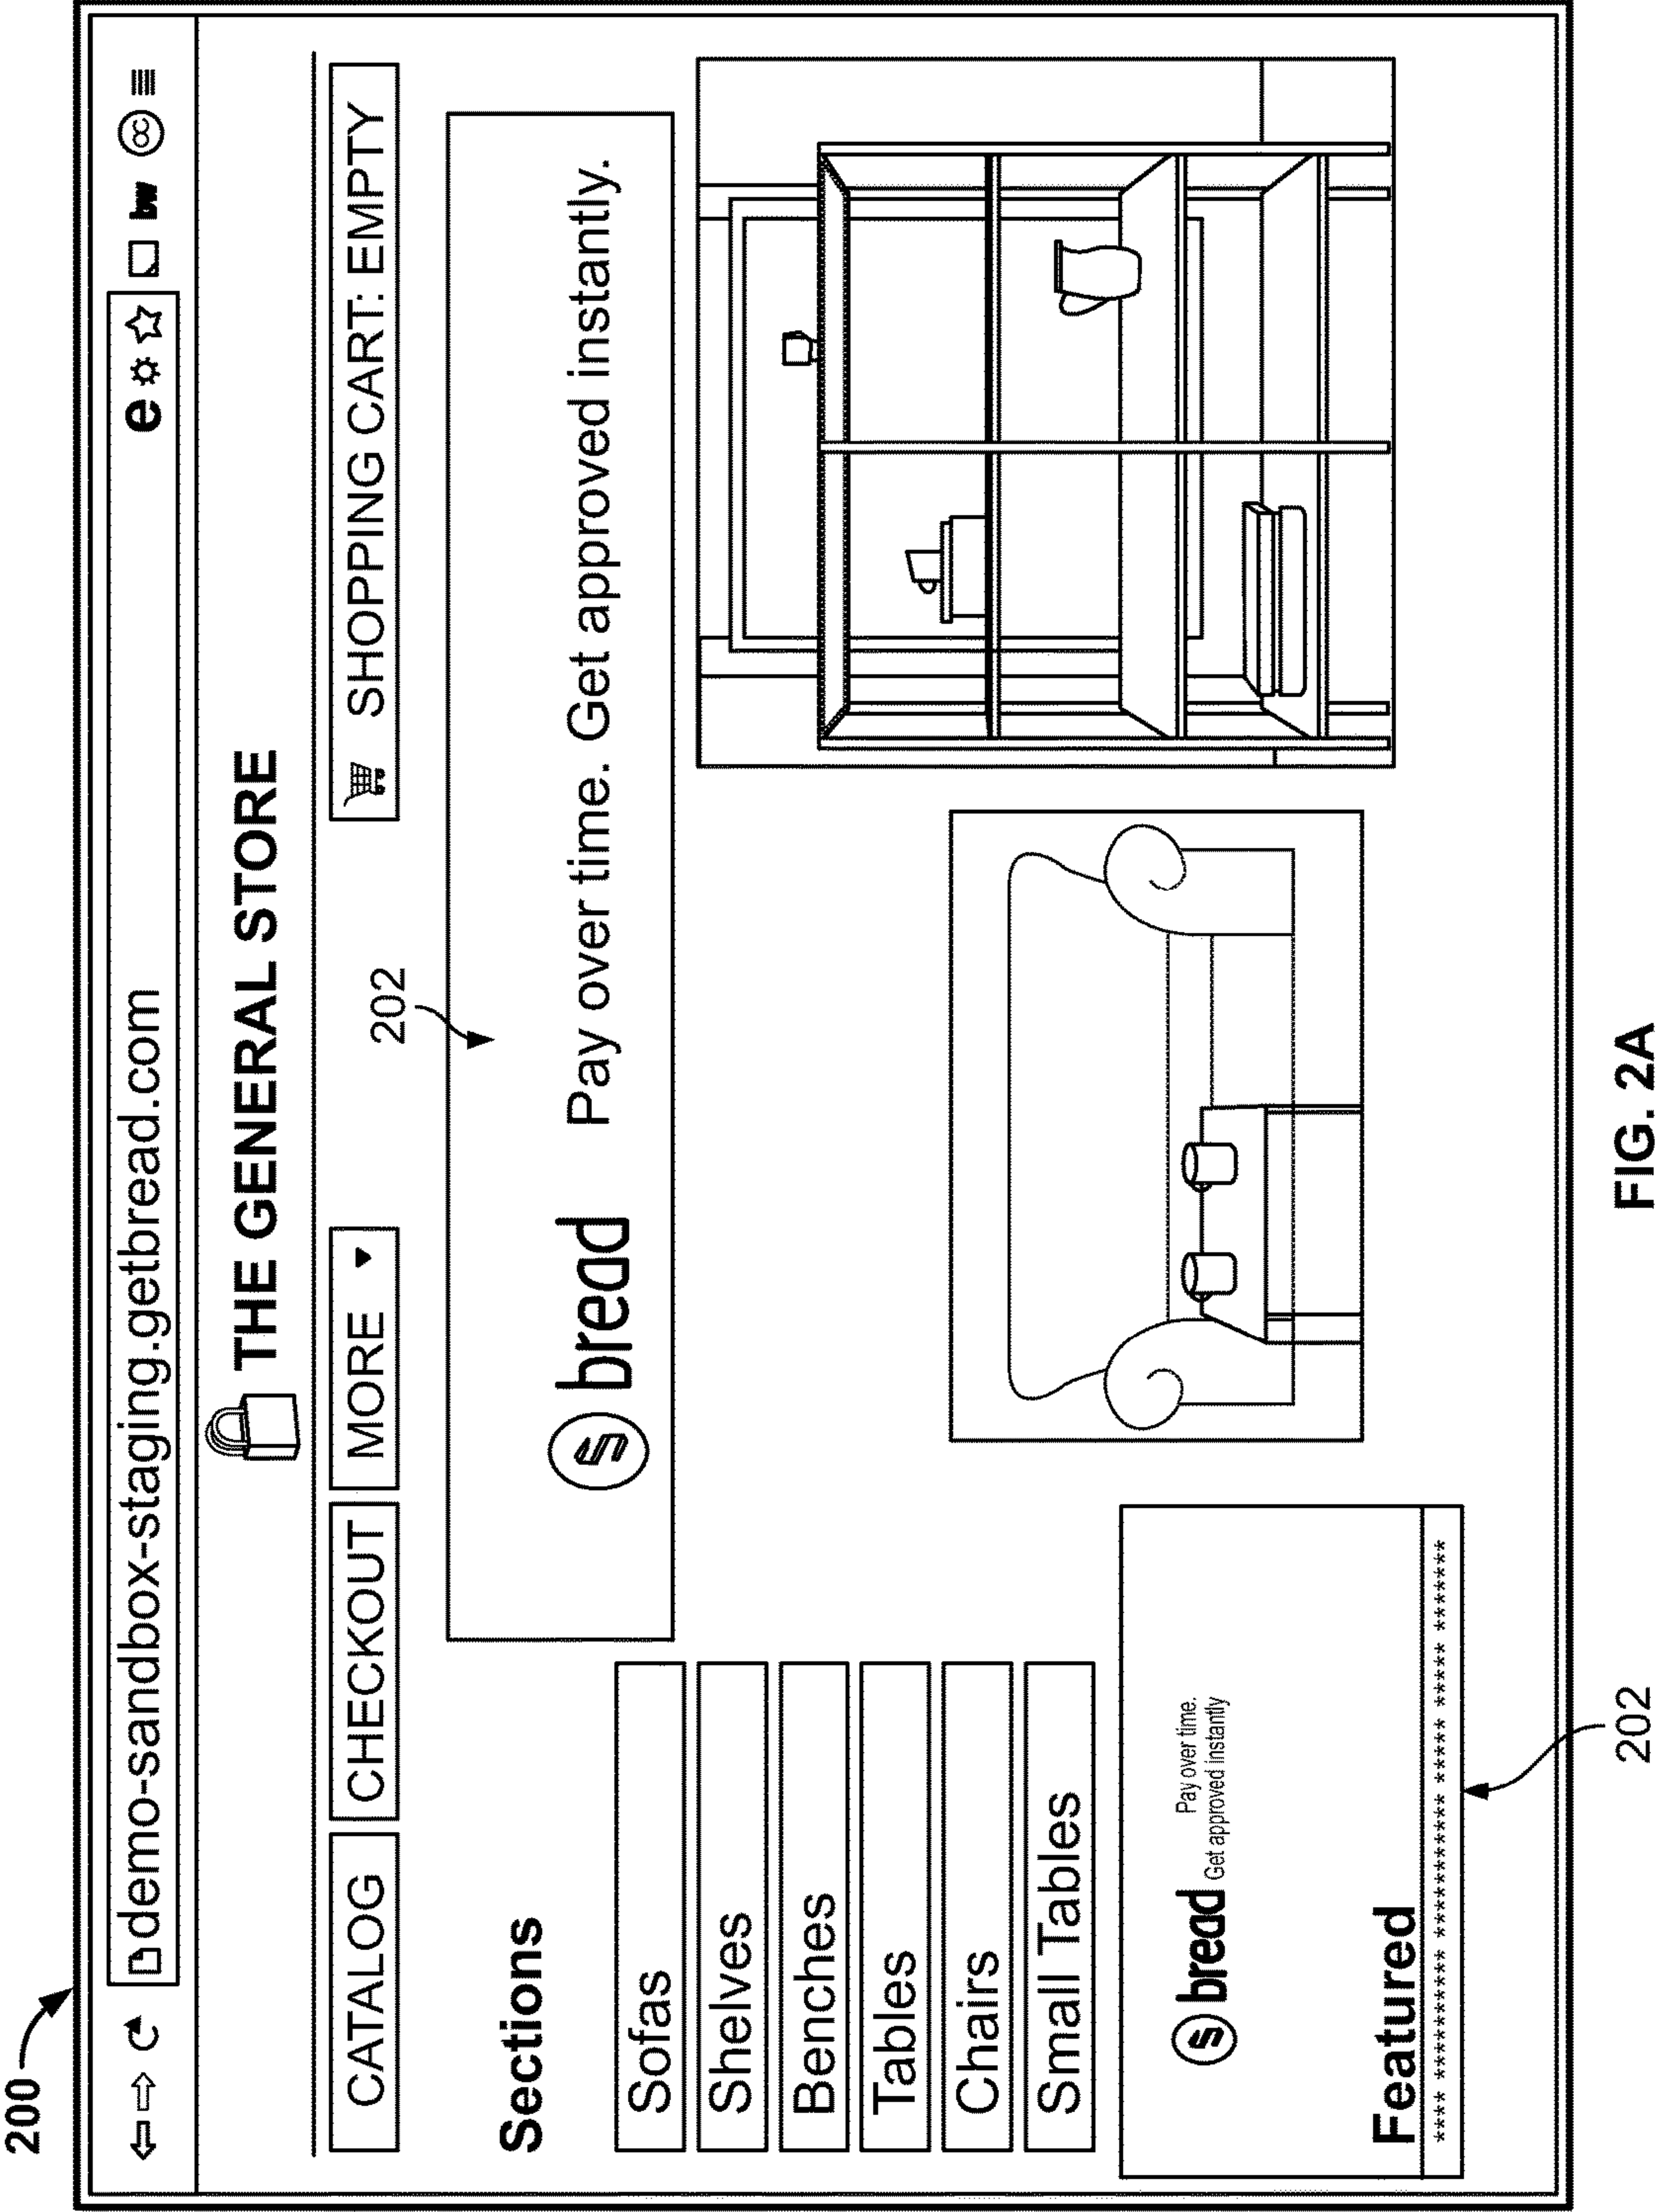 200
demo-sandbox-staging.getbread.com
e bw
THE GENERAL STORE
CATALOG CHECKOUT MORE SHOPPING CART: EMPTY
202
bread Pay over time. Get approved instantly.
Sections
Sofas
Shelves
Benches
Tables
Chairs
Small Tables
Pay over time.
bread Get approved instantly
Featured
**** ********* ************* ***** ***** *******
202
FIG. 2A